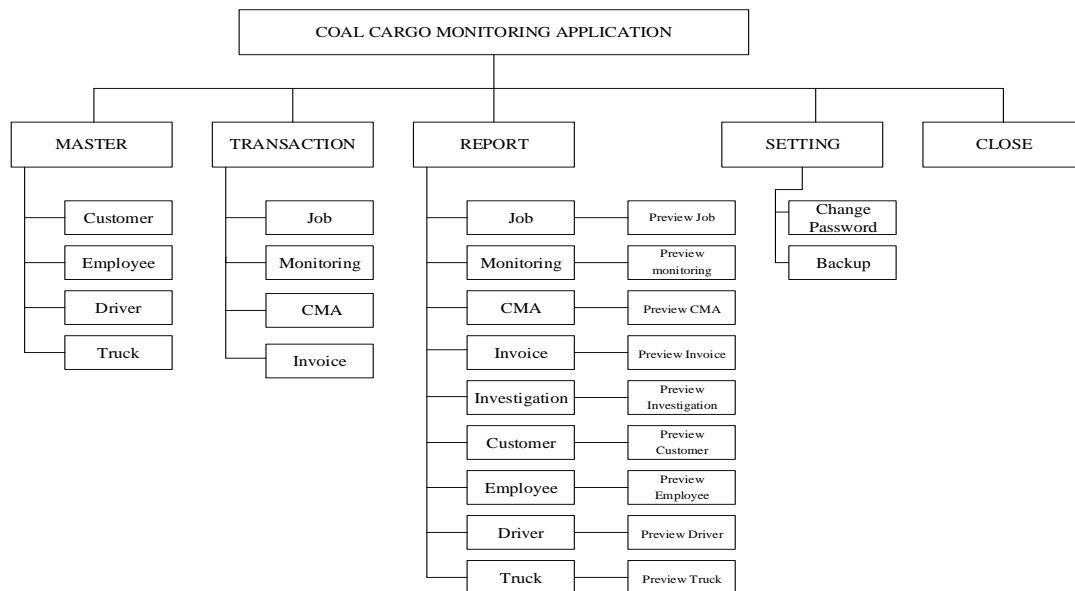 COAL CARGO MONITORING APPLICATION
MASTER
TRANSACTION
REPORT
SETTING
CLOSE
Customer
Employee
Driver
Truck
Job
Monitoring
CMA
Invoice
Job
Preview Job
Monitoring
Preview
monitoring
CMA
Preview CMA
Invoice
Preview Invoice
Investigation
Preview
Investigation
Customer
Preview
Customer
Employee
Preview
Employee
Driver
Preview Driver
Truck
Preview Truck
Change
Password
Backup